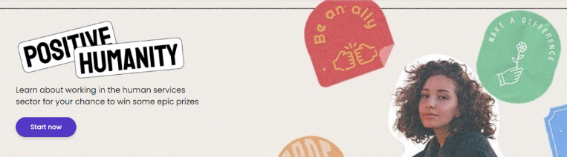 POSITIVE
HUMANITY
Learn about working in the human services
sector for your chance to win some epic prizes
Start now
Be an ally
MAKE A DIFFERENCE